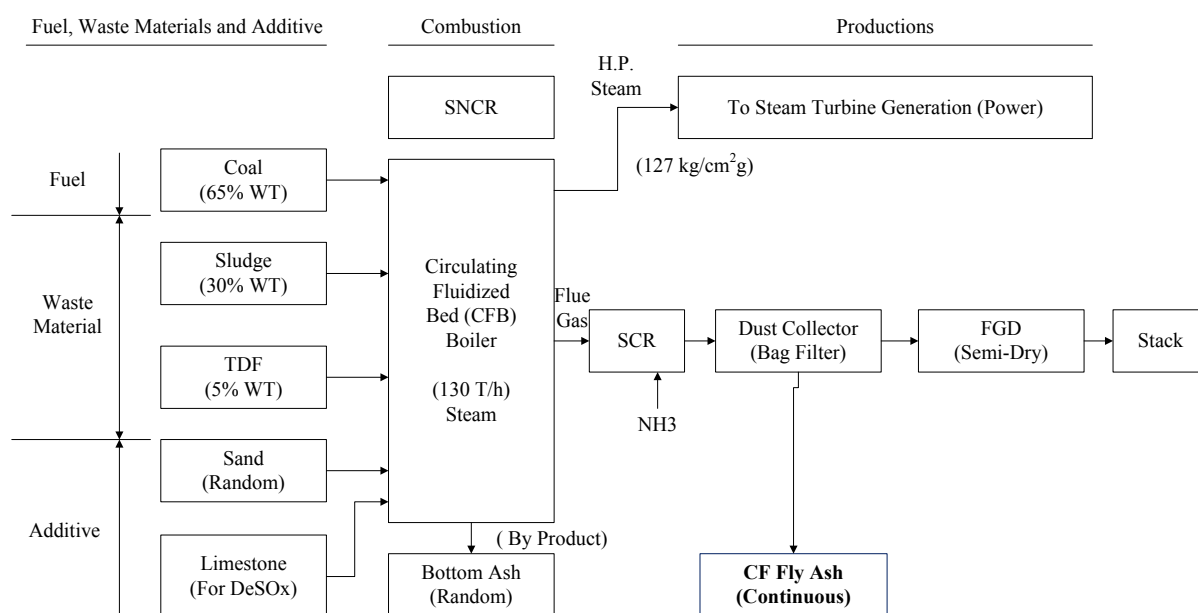 Fuel, Waste Materials and Additive
Combustion
Productions
H.P.
Steam
SNCR
To Steam Turbine Generation (Power)
(127 kg/cm²g)
Fuel
Coal
(65% WT)
Waste
Material
Sludge
(30% WT)
TDF
(5% WT)
Additive
Sand
(Random)
Limestone
(For DeSOx)
Circulating
Fluidized
Bed (CFB)
Boiler
(130 T/h)
Steam
Flue
Gas
SCR
NH3
Dust Collector
(Bag Filter)
FGD
(Semi-Dry)
Stack
( By Product)
Bottom Ash
(Random)
CF Fly Ash
(Continuous)